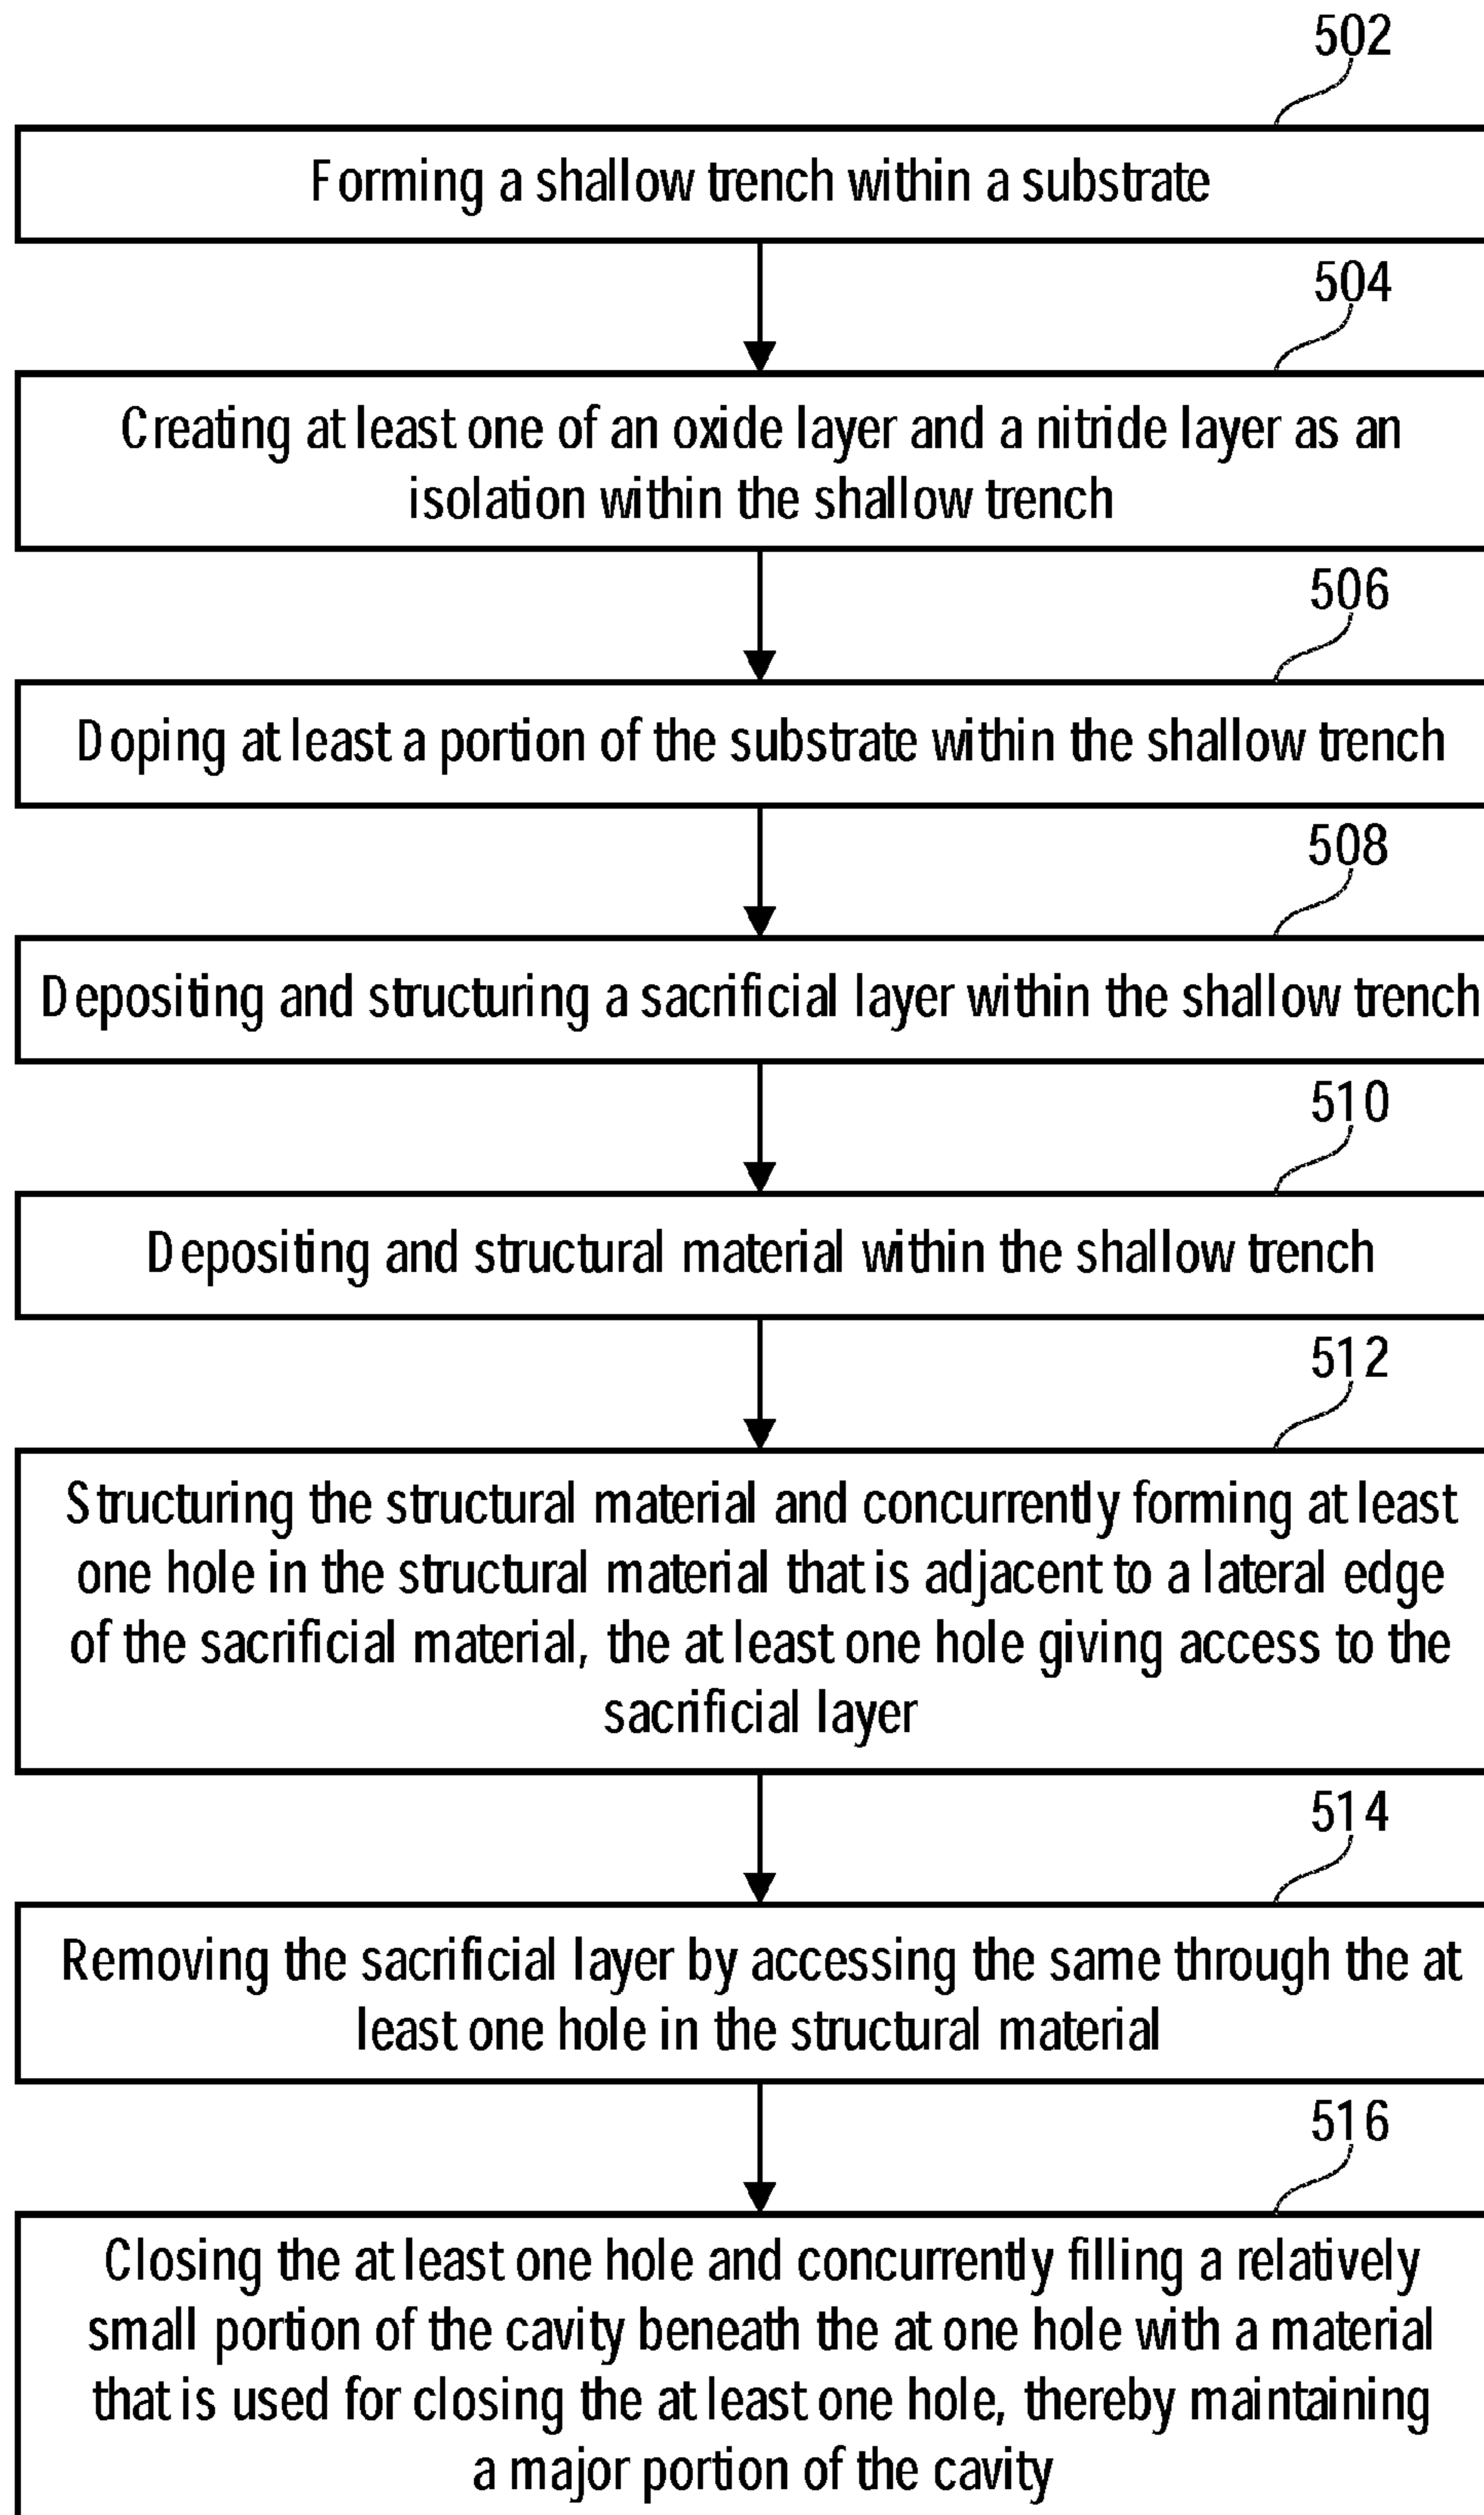 502
Forming a shallow trench within a substrate
504
Creating at least one of an oxide layer and a nitride layer as an
isolation within the shallow trench
506
Doping at least a portion of the substrate within the shallow trench
508
Depositing and structuring a sacrificial layer within the shallow trench
510
Depositing and structural material within the shallow trench
512
Structuring the structural material and concurrently forming at least
one hole in the structural material that is adjacent to a lateral edge
of the sacrificial material, the at least one hole giving access to the
sacrificial layer
514
Removing the sacrificial layer by accessing the same through the at
least one hole in the structural material
516
Closing the at least one hole and concurrently filling a relatively
small portion of the cavity beneath the at one hole with a material
that is used for closing the at least one hole, thereby maintaining
a major portion of the cavity